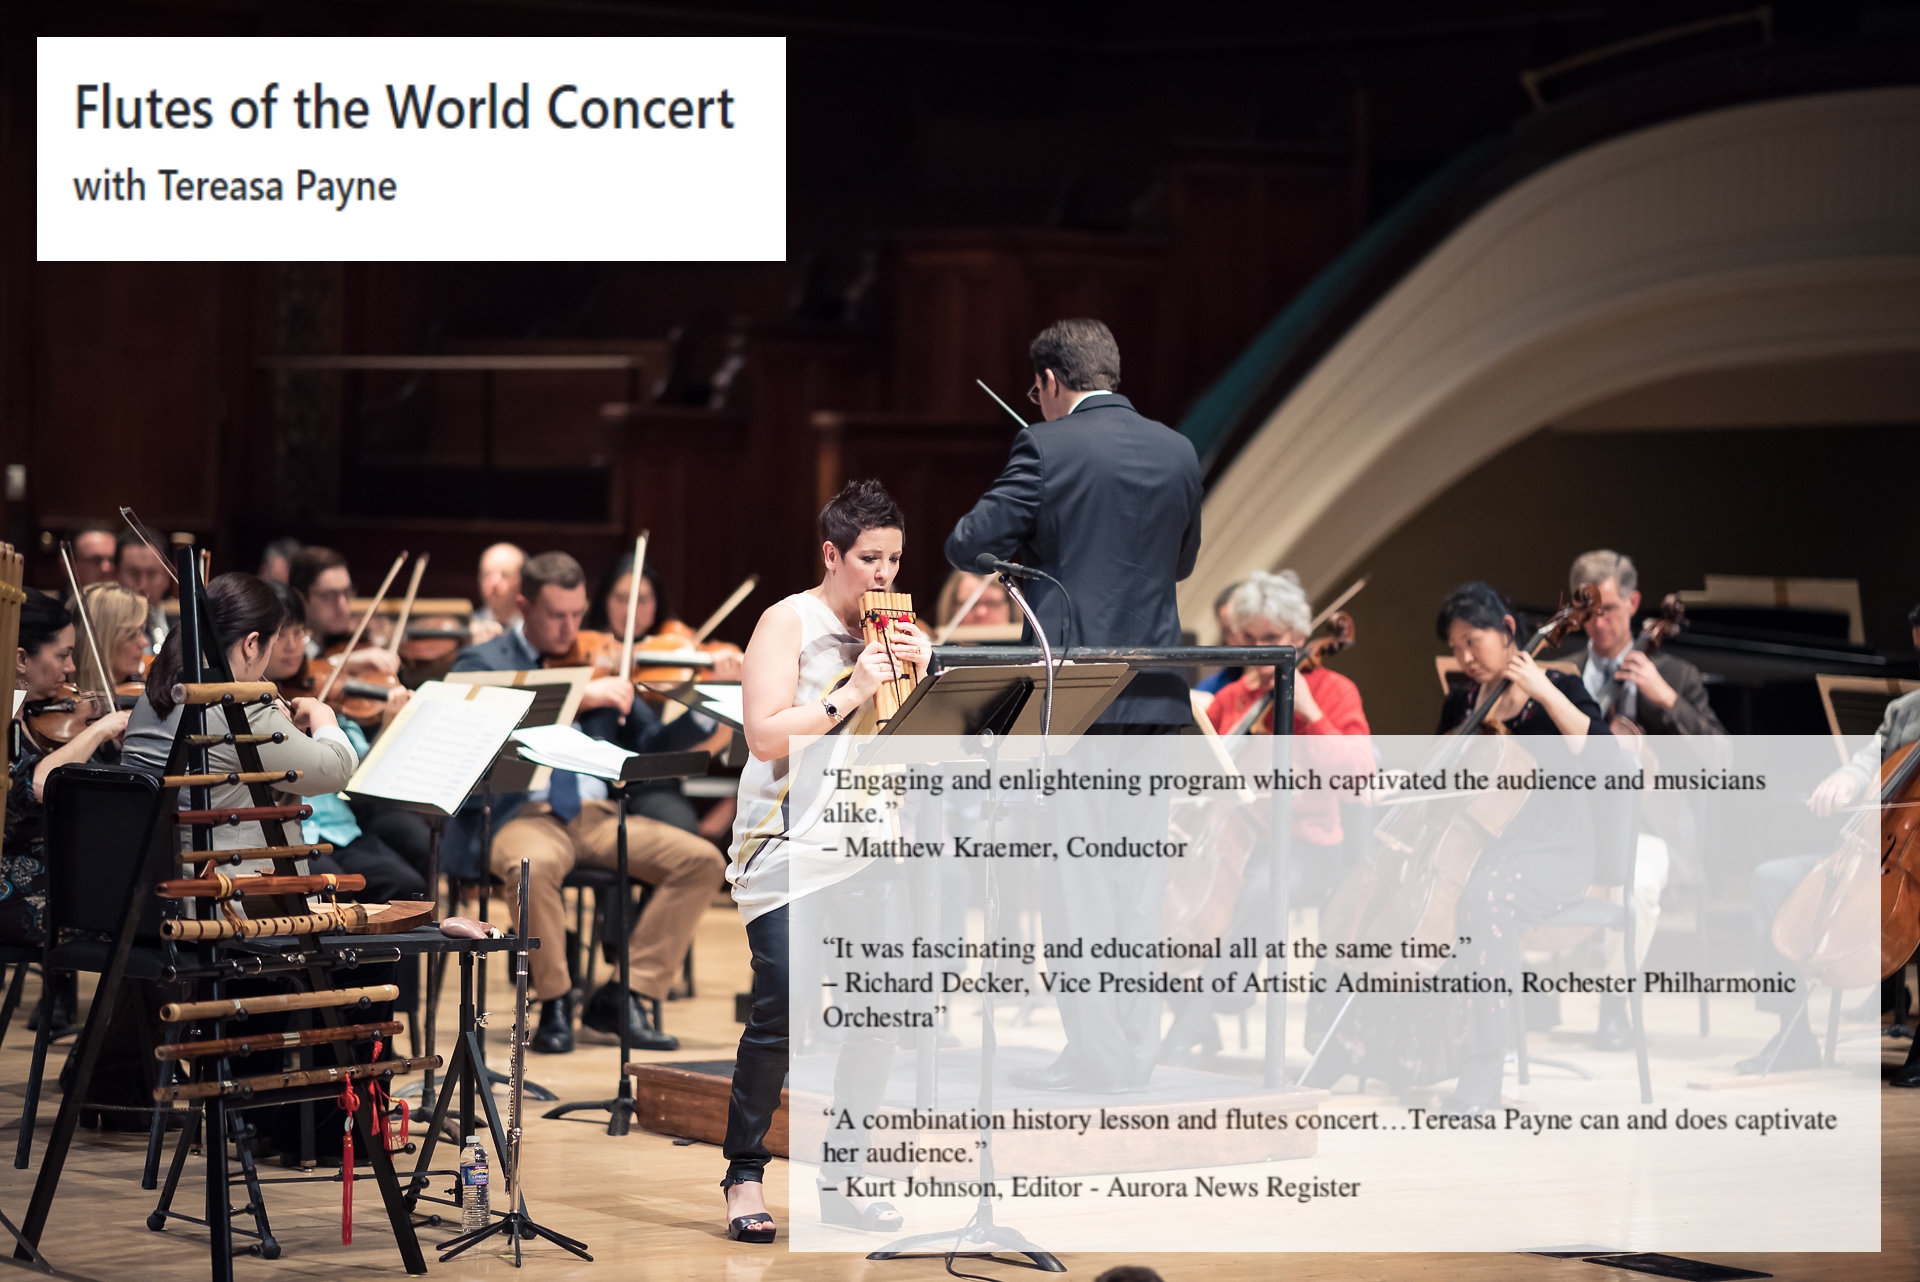 Flutes of the World Concert
with Tereasa Payne
“Engaging and enlightening program which captivated the audience and musicians
alike.”
– Matthew Kraemer, Conductor
“It was fascinating and educational all at the same time.”
– Richard Decker, Vice President of Artistic Administration, Rochester Philharmonic
Orchestra”
“A combination history lesson and flutes concert…Tereasa Payne can and does captivate
her audience.”
– Kurt Johnson, Editor - Aurora News Register